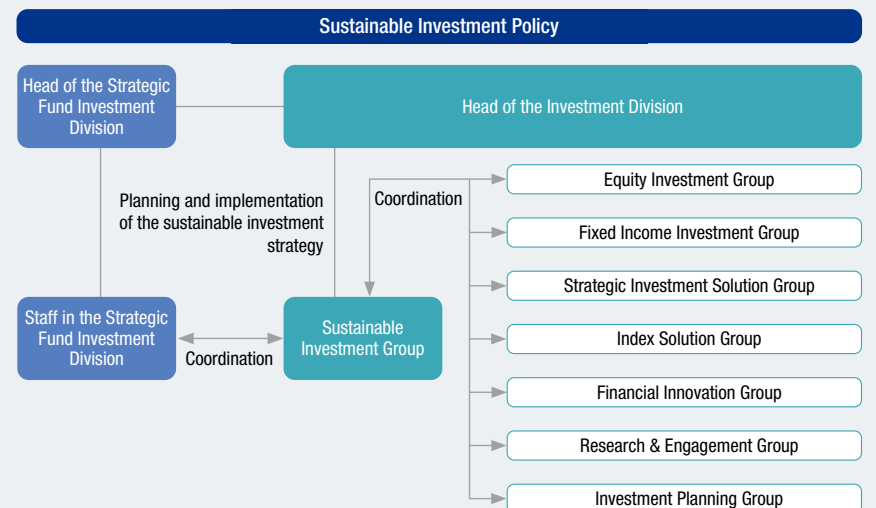 Sustainable Investment Policy
Head of the Strategic
Fund Investment
Division
Head of the Investment Division
Planning and implementation
of the sustainable investment
strategy
Coordination
Equity Investment Group
Fixed Income Investment Group
Strategic Investment Solution Group
Staff in the Strategic
Fund Investment
Division
Coordination
Sustainable
Investment Group
Index Solution Group
Financial Innovation Group
Research & Engagement Group
Investment Planning Group